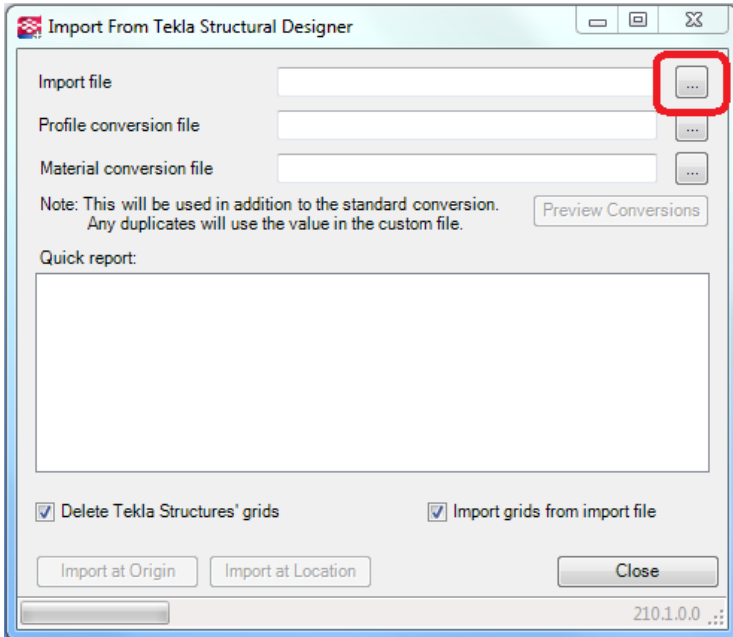 Import From Tekla Structural Designer
Import file
...
Profile conversion file
...
Material conversion file
...
Note: This will be used in addition to the standard conversion.
Any duplicates will use the value in the custom file.
Preview Conversions
Quick report:
Delete Tekla Structures' grids
Import grids from import file
Import at Origin
Import at Location
Close
210.1.0.0